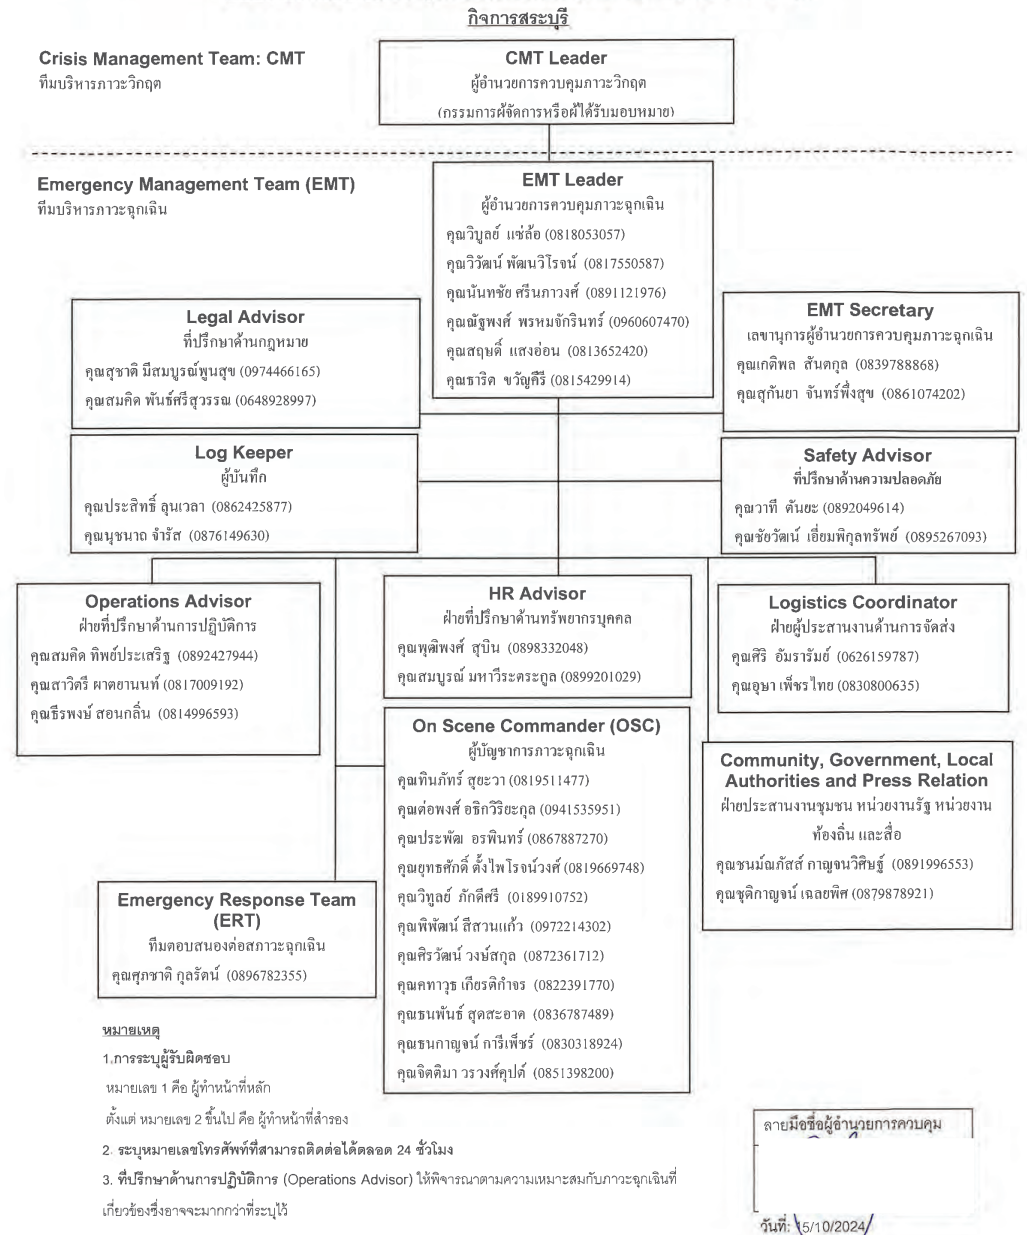 กิจการสระบุรี
Crisis Management Team: CMT
ทีมบริหารภาวะวิกฤต
CMT Leader
ผู้อำนวยการควบคุมภาวะวิกฤต
(กรรมการผู้จัดการหรือผู้ได้รับมอบหมาย)
Emergency Management Team (EMT)
ทีมบริหารภาวะฉุกเฉิน
EMT Leader
ผู้อำนวยการควบคุมภาวะฉุกเฉิน
คุณวิบูลย์ แซ่ล้อ (0818053057)
คุณวิวัฒน์ พัฒนวิโรจน์ (0817550587)
คุณนันทชัย ศรีนภาวงศ์ (0891121976)
คุณณัฐพงศ์ พรหมจักรินทร์ (0960607470)
คุณสฤษดิ์ แสงอ่อน (0813652420)
คุณธาริต ขวัญคีรี (0815429914)
Legal Advisor
ที่ปรึกษาด้านกฎหมาย
คุณสุชาติ มีสมบูรณ์พูนสุข (0974466165)
คุณสมคิด พันธ์ศรีสุวรรณ (0648928997)
EMT Secretary
เลขานุการผู้อำนวยการควบคุมภาวะฉุกเฉิน
คุณเกติพล สันตกุล (0839788868)
คุณสุกันยา จันทร์พึ่งสุข (0861074202)
Log Keeper
ผู้บันทึก
คุณประสิทธิ์ ลุนเวลา (0862425877)
คุณนุชนาถ จำรัส (0876149630)
Safety Advisor
ที่ปรึกษาด้านความปลอดภัย
คุณวาที ตันยะ (0892049614)
คุณชัยวัฒน์ เอี่ยมพิกุลทรัพย์ (0895267093)
Operations Advisor
ฝ่ายที่ปรึกษาด้านการปฏิบัติการ
คุณสมคิด ทิพย์ประเสริฐ (0892427944)
คุณสาวิตรี ผาตยานนท์ (0817009192)
คุณธีรพงษ์ สอนกลิ่น (0814996593)
HR Advisor
ฝ่ายที่ปรึกษาด้านทรัพยากรบุคคล
คุณพุฒิพงศ์ สุบิน (0898332048)
คุณสมบูรณ์ มหาวีระตระกูล (0899201029)
Logistics Coordinator
ฝ่ายผู้ประสานงานด้านการจัดส่ง
คุณศิริ อัมรารัมย์ (0626159787)
คุณอุษา เพ็ชรไทย (0830800635)
On Scene Commander (OSC)
ผู้บัญชาการภาวะฉุกเฉิน
คุณทินภัทร์ สุยะวา (0819511477)
คุณต่อพงศ์ อธิกวิริยะกุล (0941535951)
คุณประพัฒ อรพินทร์ (0867887270)
คุณยุทธศักดิ์ ตั้งไพโรจน์วงศ์ (0819669748)
คุณวิทูลย์ ภักดีศรี (0189910752)
คุณพิพัฒน์ สีสวนแก้ว (0972214302)
คุณศิรวัฒน์ วงษ์สกุล (0872361712)
คุณคทาวุธ เกียรติกำจร (0822391770)
คุณธนพันธ์ สุดสะอาด (0836787489)
คุณธนกาญจน์ การีเพ็ชร์ (0830318924)
คุณจิตติมา วรวงศ์คุปต์ (0851398200)
Community, Government, Local
Authorities and Press Relation
ฝ่ายประสานงานชุมชน หน่วยงานรัฐ หน่วยงาน
ท้องถิ่น และสื่อ
คุณชนม์ณภัสส์ กาญจนวิศิษฐ์ (0891996553)
คุณชุติกาญจน์ เฉลยพิศ (0879878921)
Emergency Response Team
(ERT)
ทีมตอบสนองต่อสภาวะฉุกเฉิน
คุณศุภชาติ กุลรัตน์ (0896782355)
หมายเหตุ
1.การระบุผู้รับผิดชอบ
หมายเลข 1 คือ ผู้ทำหน้าที่หลัก
ตั้งแต่ หมายเลข 2 ขึ้นไป คือ ผู้ทำหน้าที่สำรอง
2. ระบุหมายเลขโทรศัพท์ที่สามารถติดต่อได้ตลอด 24 ชั่วโมง
3. ที่ปรึกษาด้านการปฏิบัติการ (Operations Advisor) ให้พิจารณาตามความเหมาะสมกับภาวะฉุกเฉินที่
เกี่ยวข้องซึ่งอาจจะมากกว่าที่ระบุไว้
ลายมือชื่อผู้อำนวยการควบคุม
วันที่: 15/10/2024